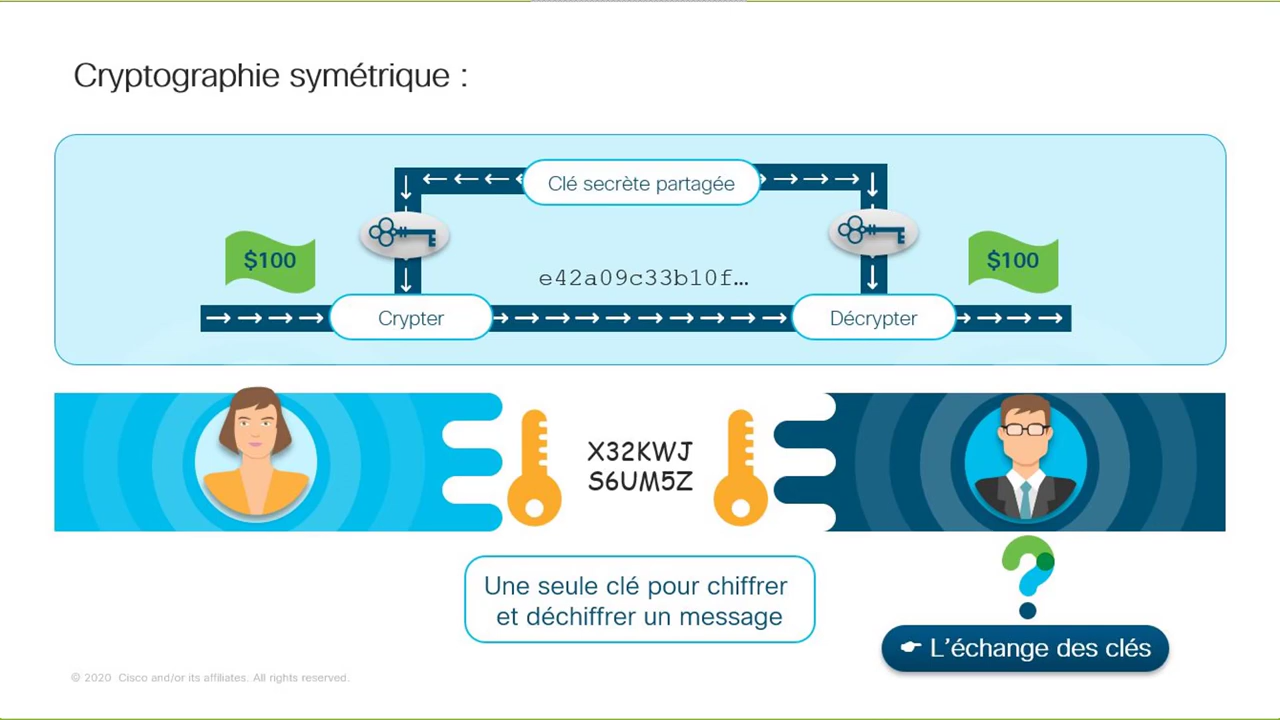 Cryptographie symétrique :
Clé secrète partagée
$100
$100
e42a09c33b10f...
Crypter
Décrypter
X32KWJ
S6UM5Z
Une seule clé pour chiffrer
et déchiffrer un message
L'échange des clés
© 2020 Cisco and/or its affiliates. All rights reserved.